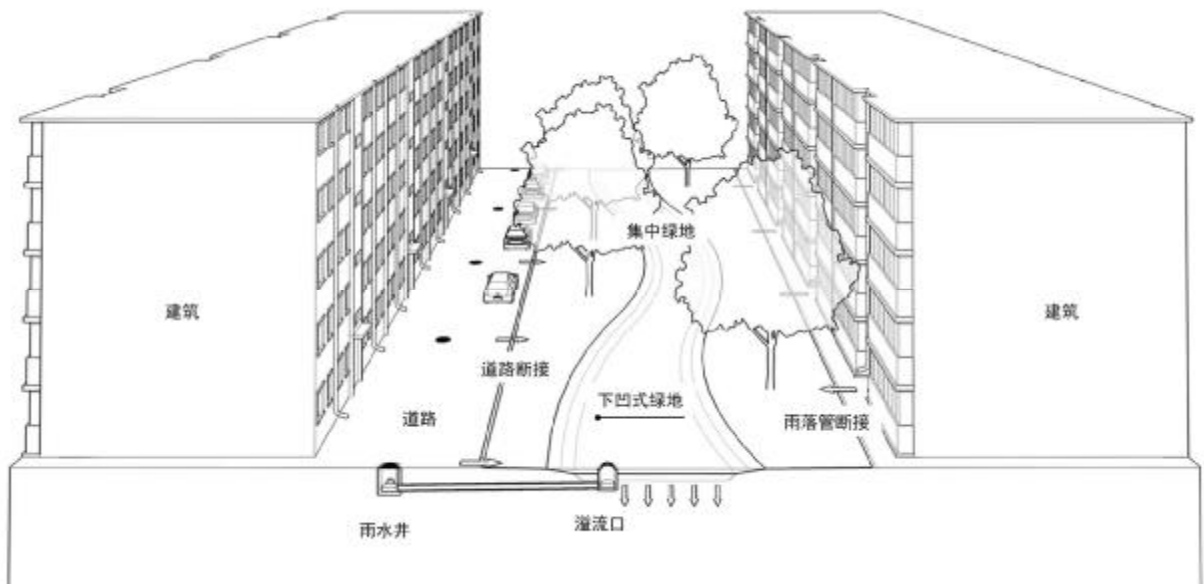 集中绿地
建筑
建筑
道路断接
下凹式绿地
道路
雨落管断接
雨水井
溢流口